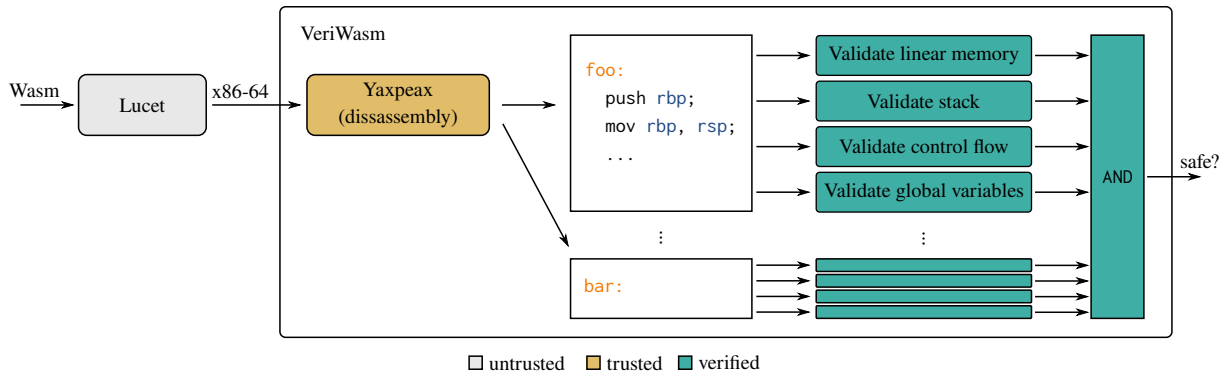 VeriWasm
Wasm
Lucet
x86-64
Yaxpeax
(dissassembly)
foo:
push rbp;
mov rbp, rsp;
...
Validate linear memory
Validate stack
Validate control flow
Validate global variables
AND
safe?
⋮
⋮
bar:
untrusted
trusted
verified